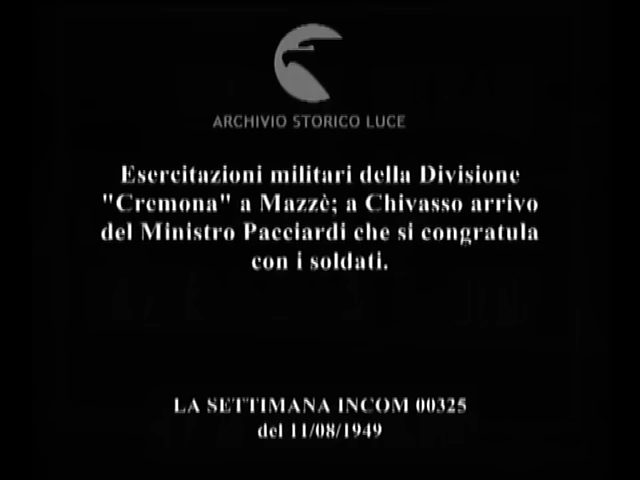 ARCHIVIO STORICO LUCE
Esercitazioni militari della Divisione
"Cremona" a Mazzè; a Chivasso arrivo
del Ministro Pacciardi che si congratula
con i soldati.
LA SETTIMANA INCOM 00325
del 11/08/1949